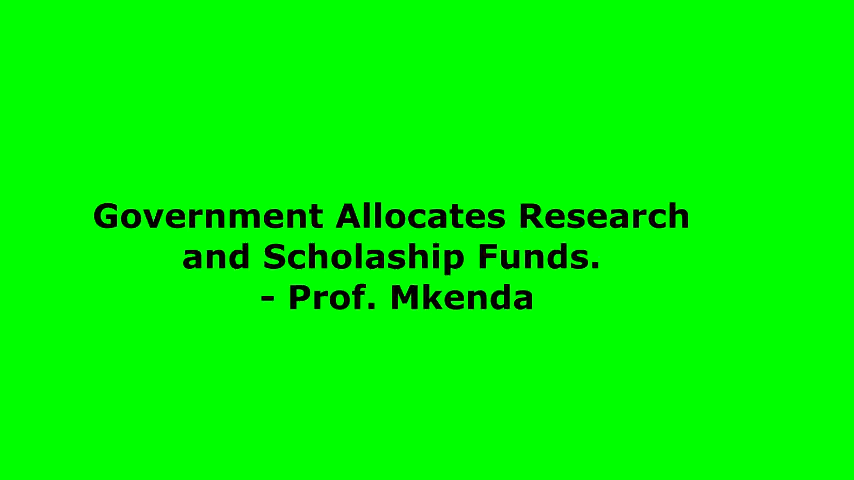 Government Allocates Research
and Scholaship Funds.
- Prof. Mkenda